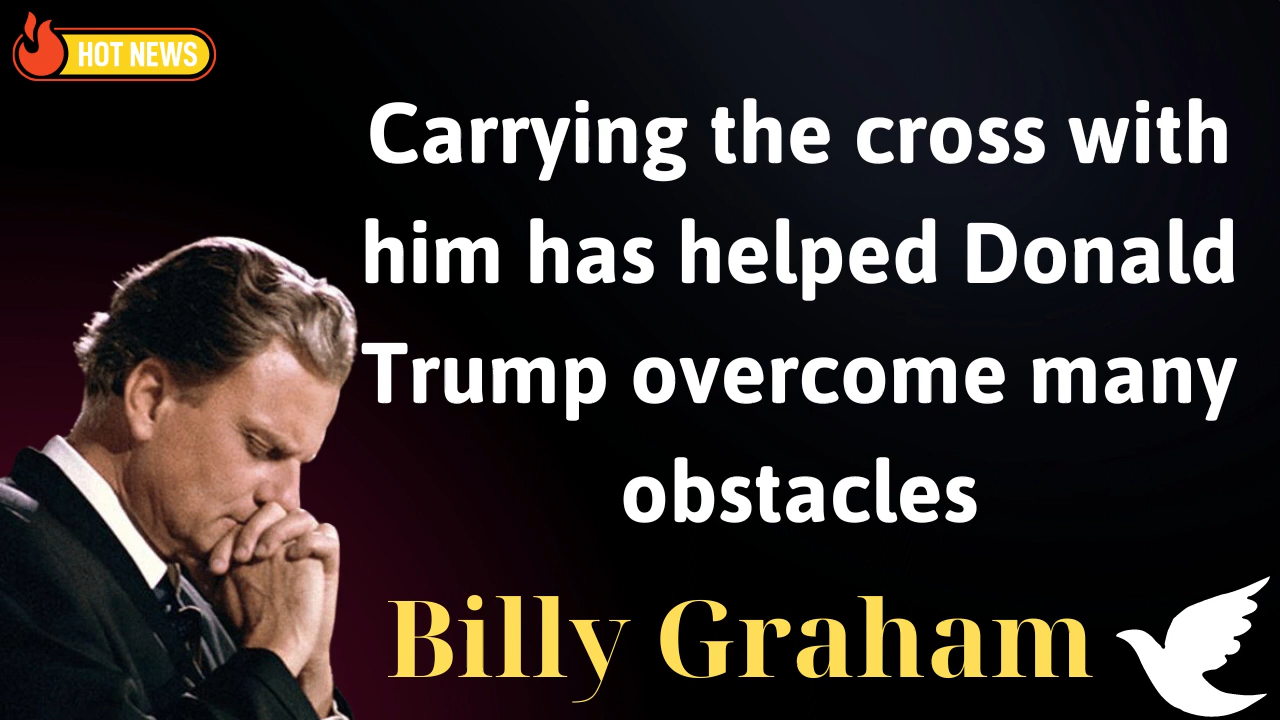 HOT NEWS
Carrying the cross with
him has helped Donald
Trump overcome many
obstacles
Billy Graham